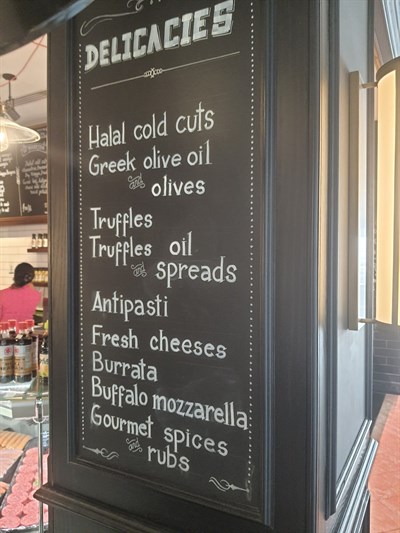 DELICACIES
Halal cold cuts
Greek olive oil
and olives
Truffles
Truffles oil
and spreads
Antipasti
Fresh cheeses
Burrata
Buffalo mozzarella
Gourmet spices
and rubs